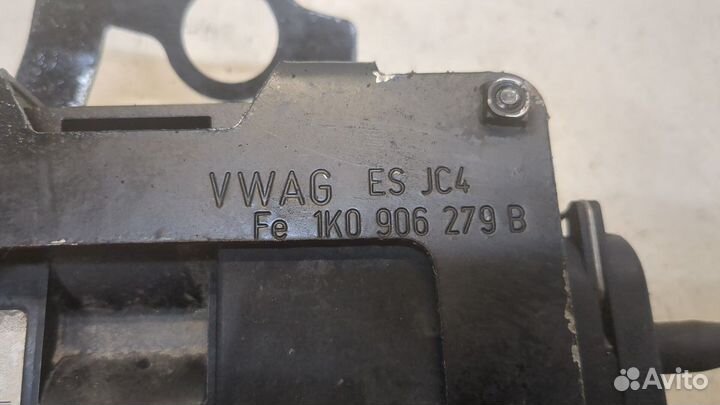 VWAG ES JC4
Fe 1K0 906 279 B
Avito